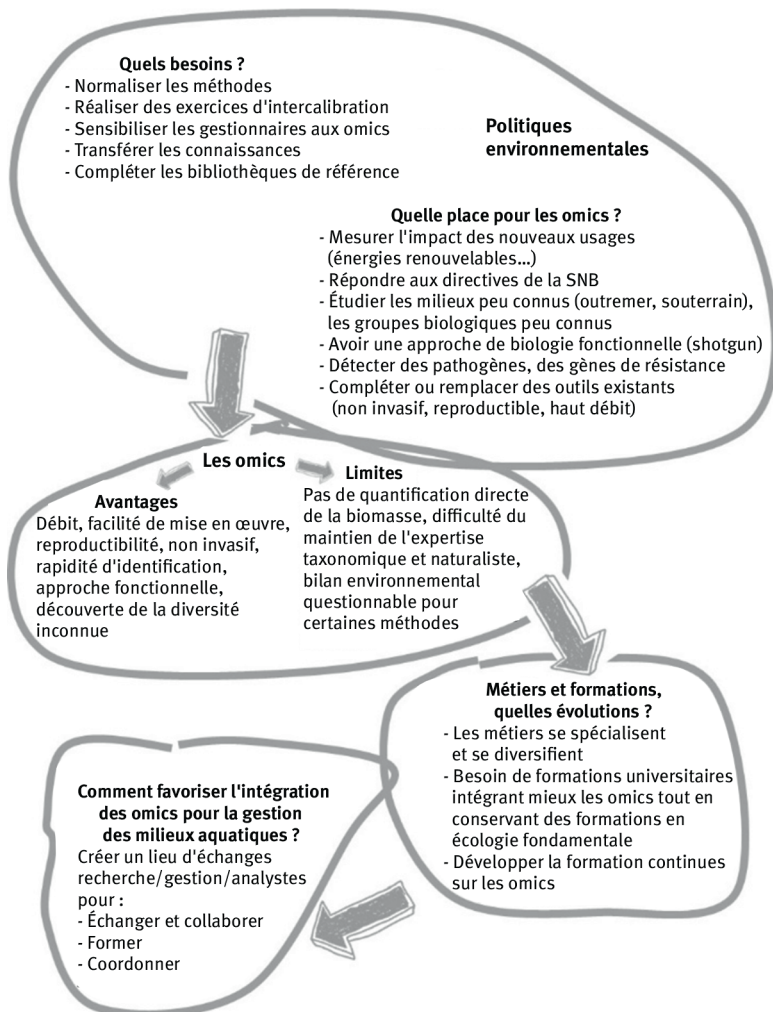 Quels besoins ?
- Normaliser les méthodes
- Réaliser des exercices d'intercalibration
- Sensibiliser les gestionnaires aux omics
- Transférer les connaissances
- Compléter les bibliothèques de référence
Politiques
environnementales
Quelle place pour les omics ?
- Mesurer l'impact des nouveaux usages
(énergies renouvelables...)
- Répondre aux directives de la SNB
- Étudier les milieux peu connus (outremer, souterrain),
les groupes biologiques peu connus
- Avoir une approche de biologie fonctionnelle (shotgun)
- Détecter des pathogènes, des gènes de résistance
- Compléter ou remplacer des outils existants
(non invasif, reproductible, haut débit)
Les omics
Avantages
Débit, facilité de mise en œuvre,
reproductibilité, non invasif,
rapidité d'identification,
approche fonctionnelle,
découverte de la diversité
inconnue
Limites
Pas de quantification directe
de la biomasse, difficulté du
maintien de l'expertise
taxonomique et naturaliste,
bilan environnemental
questionnable pour
certaines méthodes
Métiers et formations,
quelles évolutions ?
- Les métiers se spécialisent
et se diversifient
- Besoin de formations universitaires
intégrant mieux les omics tout en
conservant des formations en
écologie fondamentale
- Développer la formation continues
sur les omics
Comment favoriser l'intégration
des omics pour la gestion
des milieux aquatiques ?
Créer un lieu d'échanges
recherche/gestion/analystes
pour :
- Échanger et collaborer
- Former
- Coordonner